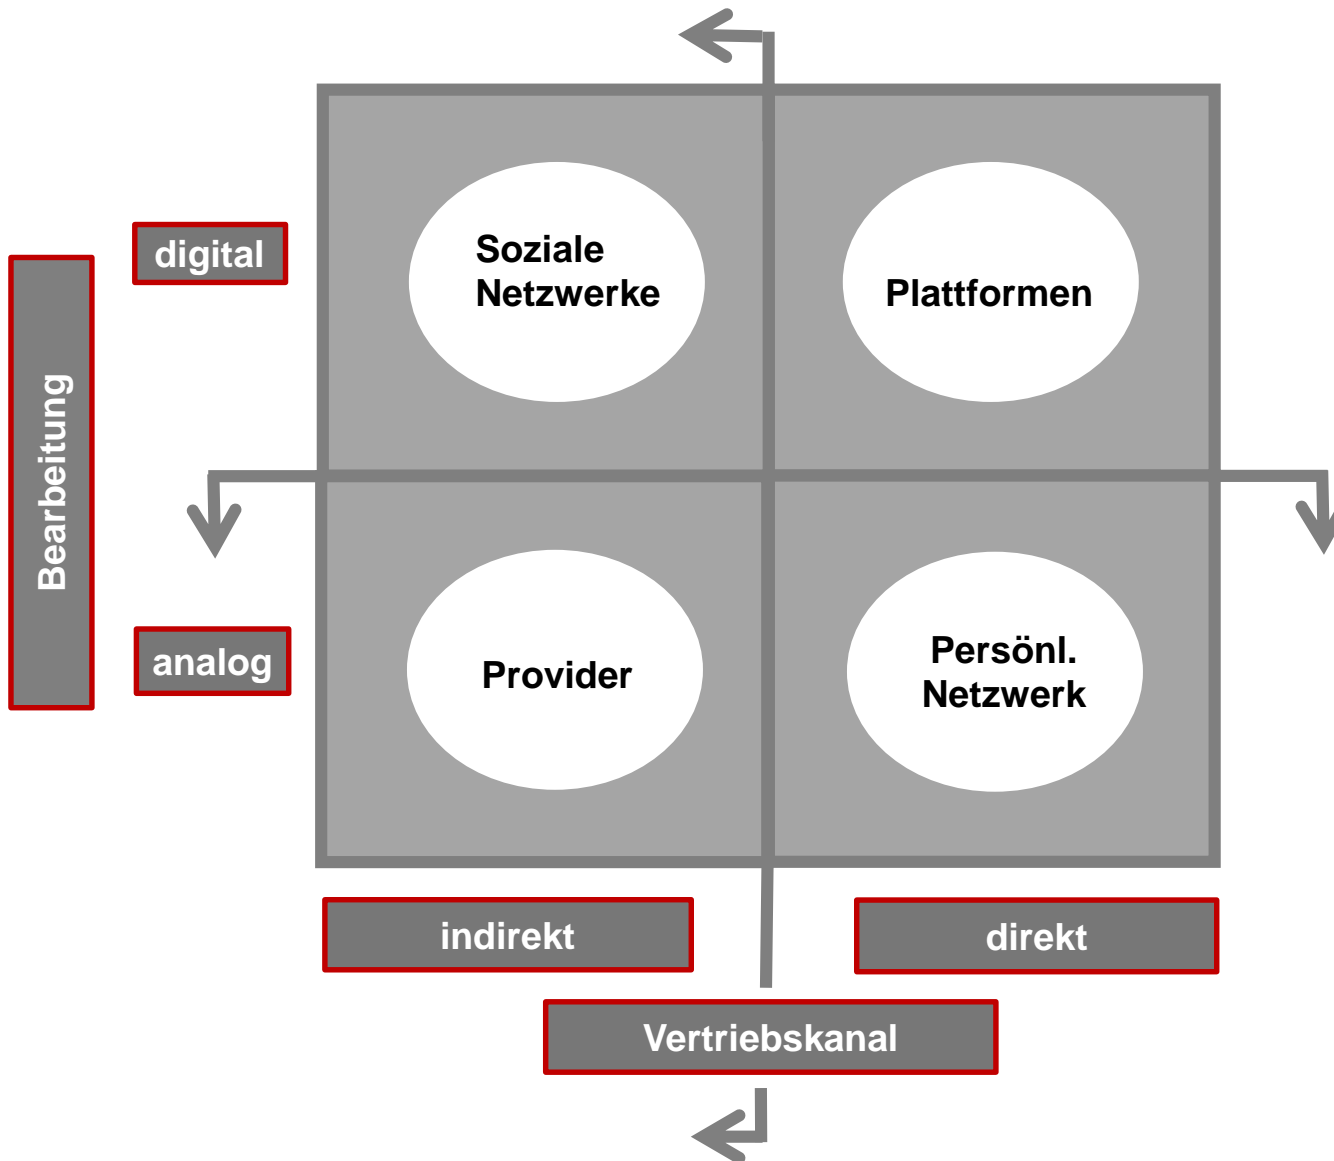 digital
Soziale
Netzwerke
Plattformen
Bearbeitung
analog
Provider
Persönl.
Netzwerk
indirekt
direkt
Vertriebskanal